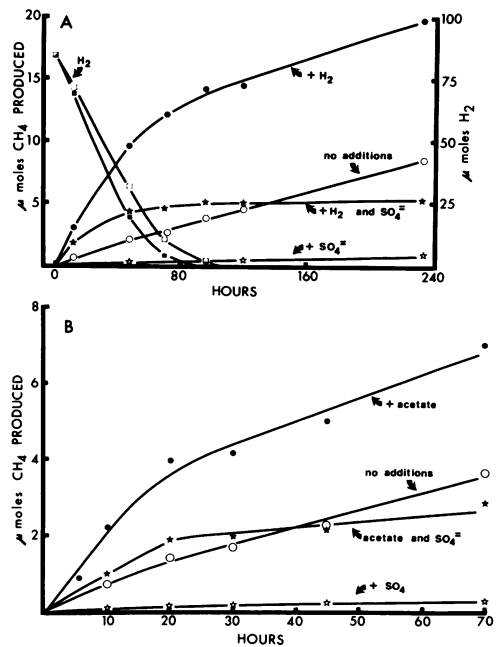 A
20
15
10
5
0
μ moles CH4 PRODUCED
100
75
50
25
μ moles H2
H2
+ H2
no additions
+ H2 and SO4=
+ SO4=
0
80
160
240
HOURS
B
8
6
4
2
0
μ moles CH4 PRODUCED
+ acetate
no additions
acetate and SO4=
+ SO4
10
20
30
40
50
60
70
HOURS